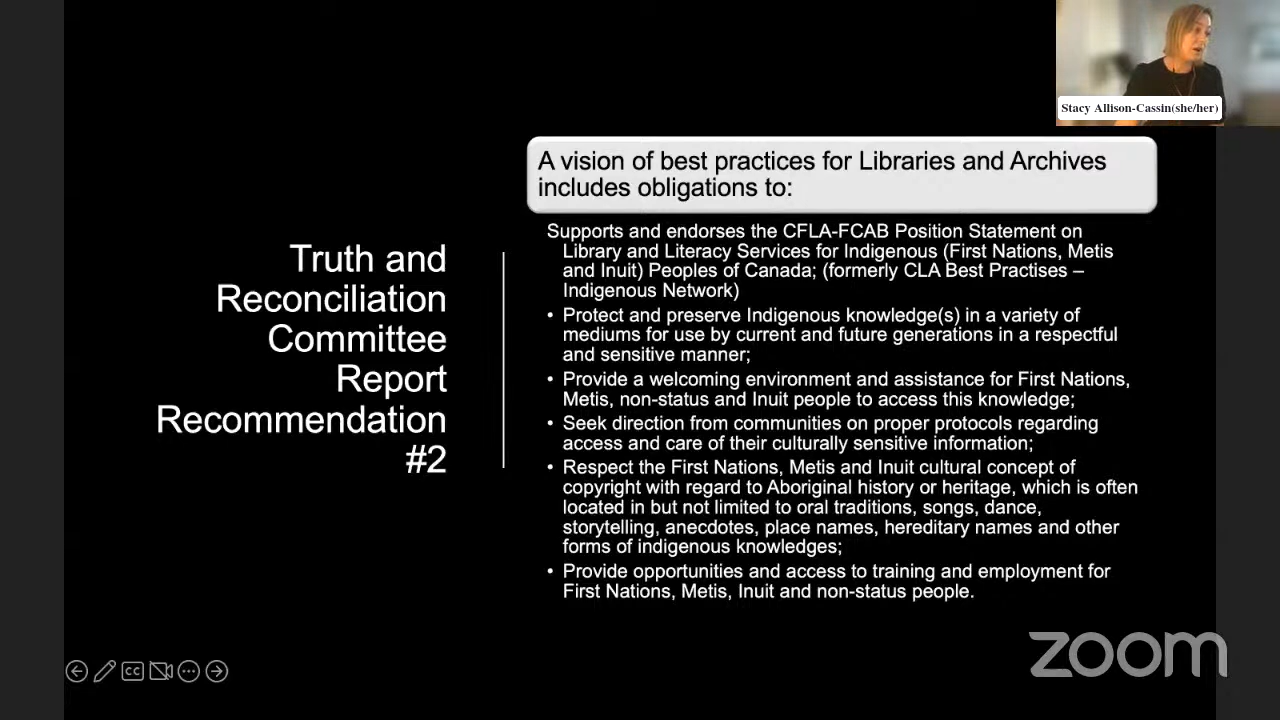 Stacy Allison-Cassin(she/her)
A vision of best practices for Libraries and Archives
includes obligations to:
Truth and
Reconciliation
Committee
Report
Recommendation
#2
Supports and endorses the CFLA-FCAB Position Statement on
Library and Literacy Services for Indigenous (First Nations, Metis
and Inuit) Peoples of Canada; (formerly CLA Best Practises –
Indigenous Network)
• Protect and preserve Indigenous knowledge(s) in a variety of
mediums for use by current and future generations in a respectful
and sensitive manner;
• Provide a welcoming environment and assistance for First Nations,
Metis, non-status and Inuit people to access this knowledge;
• Seek direction from communities on proper protocols regarding
access and care of their culturally sensitive information;
• Respect the First Nations, Metis and Inuit cultural concept of
copyright with regard to Aboriginal history or heritage, which is often
located in but not limited to oral traditions, songs, dance,
storytelling, anecdotes, place names, hereditary names and other
forms of indigenous knowledges;
• Provide opportunities and access to training and employment for
First Nations, Metis, Inuit and non-status people.
CC
zoom